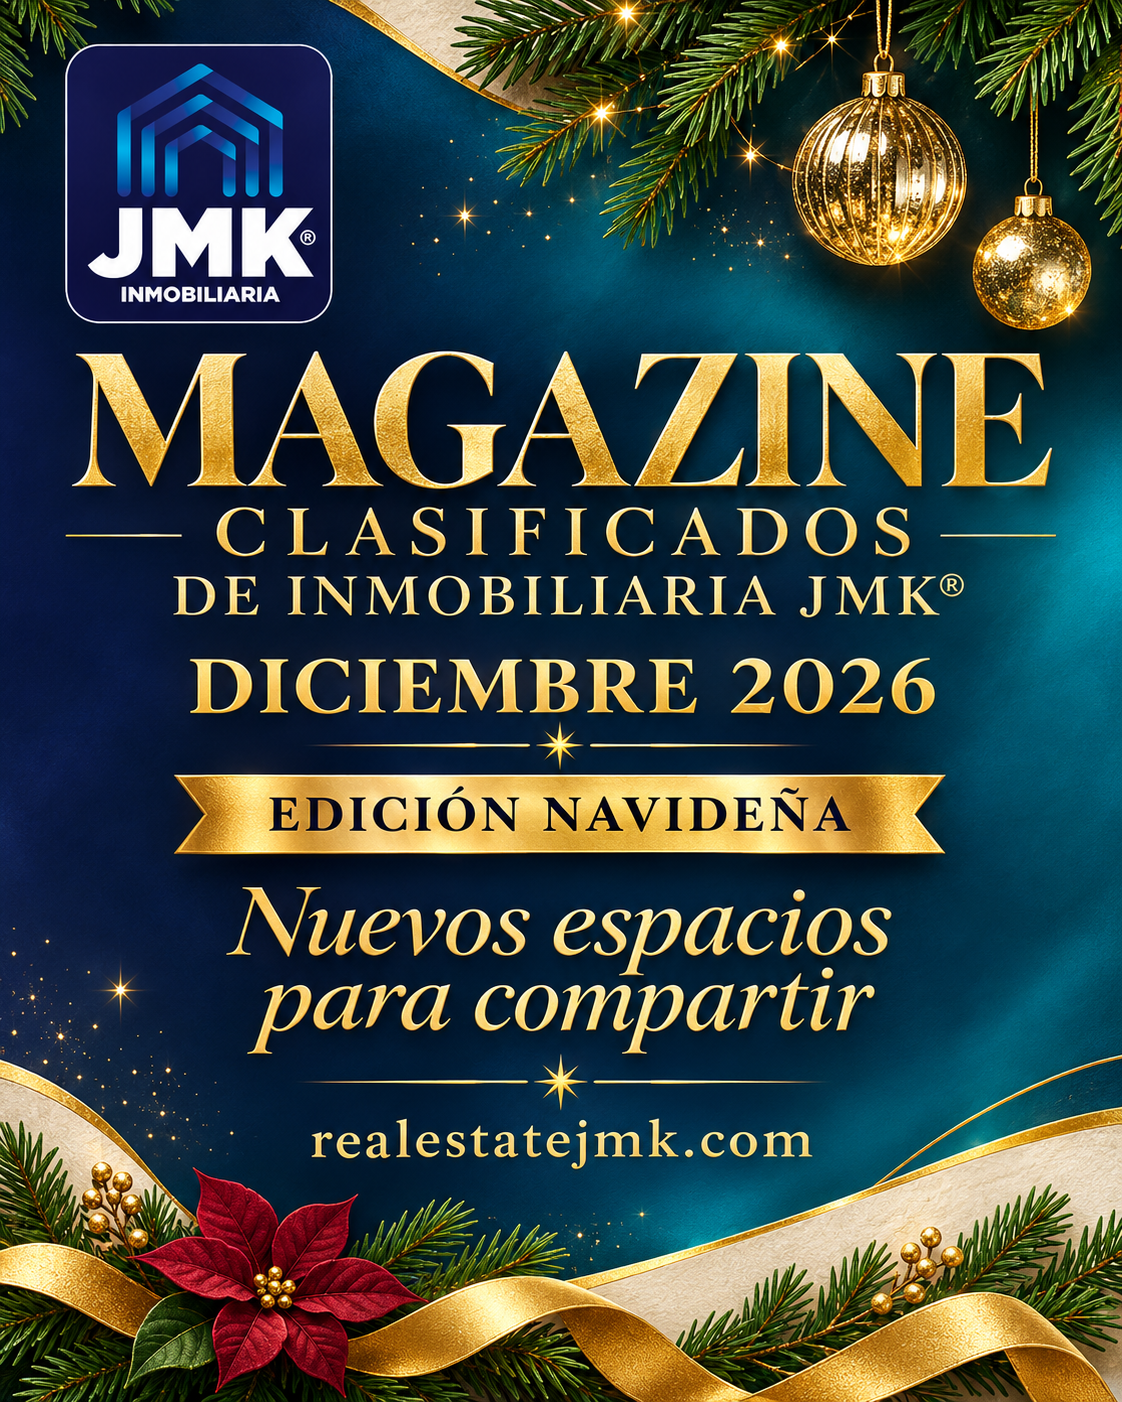 JMK®
INMOBILIARIA
MAGAZINE
CLASIFICADOS
DE INMOBILIARIA JMK®
DICIEMBRE 2026
EDICIÓN NAVIDEÑA
Nuevos espacios
para compartir
realestatejmk.com